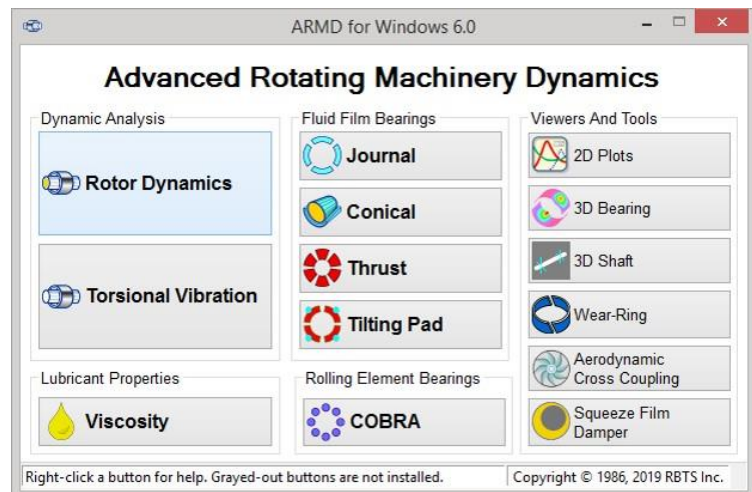 ARMD for Windows 6.0
Advanced Rotating Machinery Dynamics
Dynamic Analysis
Rotor Dynamics
Torsional Vibration
Lubricant Properties
Viscosity
Fluid Film Bearings
Journal
Conical
Thrust
Tilting Pad
Rolling Element Bearings
COBRA
Viewers And Tools
2D Plots
3D Bearing
3D Shaft
Wear-Ring
Aerodynamic
Cross Coupling
Squeeze Film
Damper
Right-click a button for help. Grayed-out buttons are not installed.
Copyright © 1986, 2019 RBTS Inc.